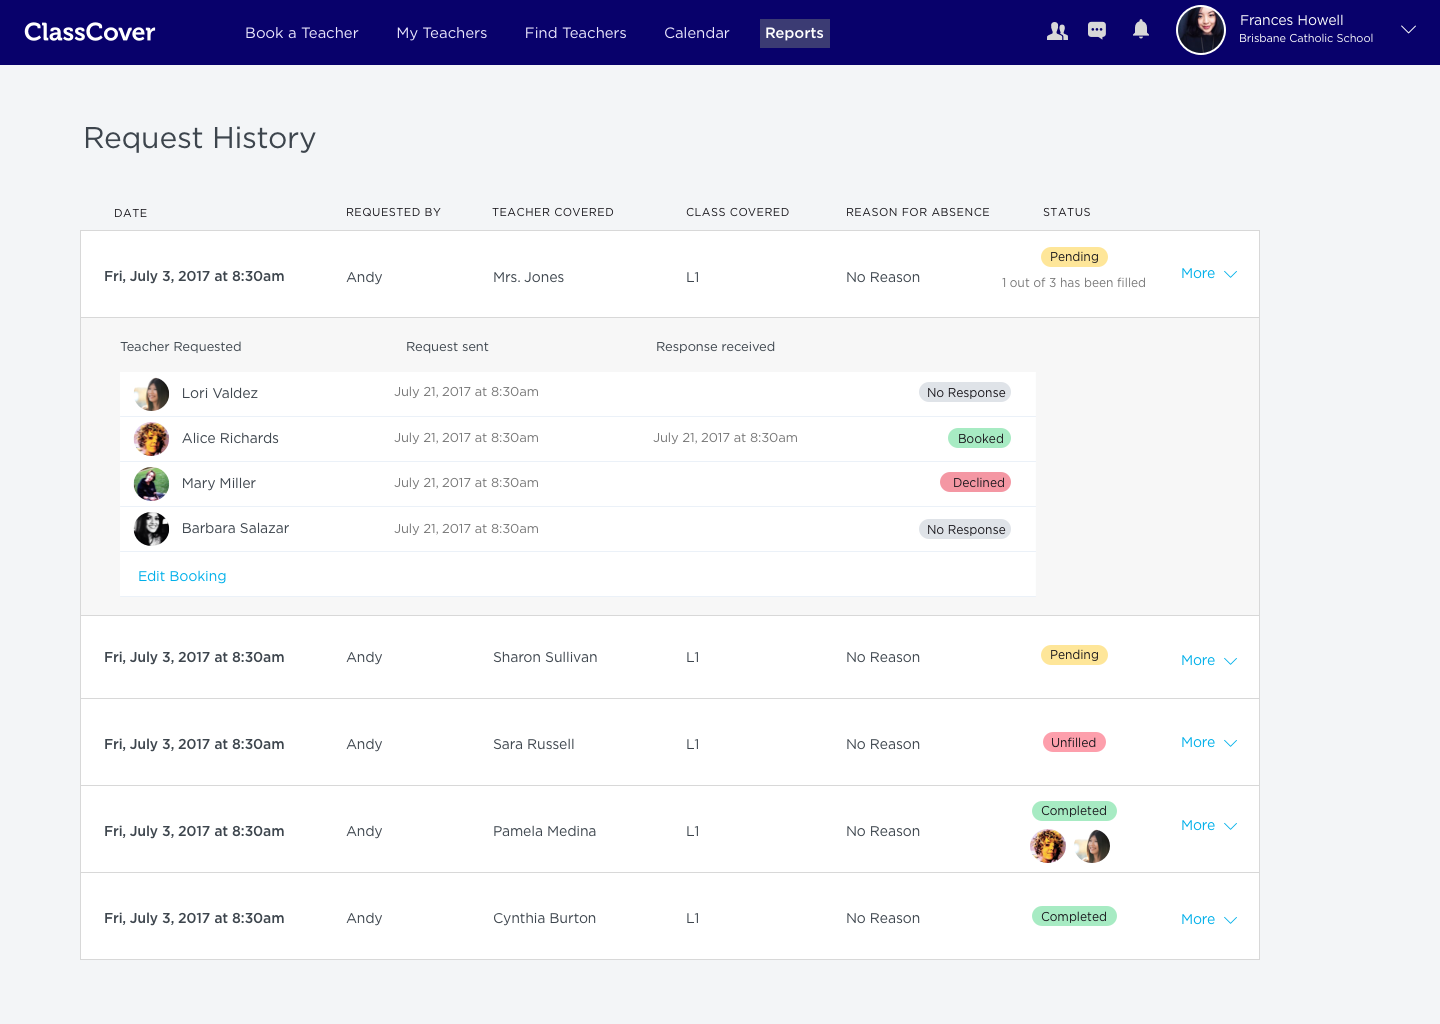 ClassCover Book a Teacher My Teachers Find Teachers Calendar Reports Frances Howell
Brisbane Catholic School
Request History
DATE REQUESTED BY TEACHER COVERED CLASS COVERED REASON FOR ABSENCE STATUS
Fri, July 3, 2017 at 8:30am Andy Mrs. Jones L1 No Reason Pending More
1 out of 3 has been filled
Teacher Requested Request sent Response received
Lori Valdez July 21, 2017 at 8:30am No Response
Alice Richards July 21, 2017 at 8:30am July 21, 2017 at 8:30am Booked
Mary Miller July 21, 2017 at 8:30am Declined
Barbara Salazar July 21, 2017 at 8:30am No Response
Edit Booking
Fri, July 3, 2017 at 8:30am Andy Sharon Sullivan L1 No Reason Pending More
Fri, July 3, 2017 at 8:30am Andy Sara Russell L1 No Reason Unfilled More
Fri, July 3, 2017 at 8:30am Andy Pamela Medina L1 No Reason Completed More
Fri, July 3, 2017 at 8:30am Andy Cynthia Burton L1 No Reason Completed More